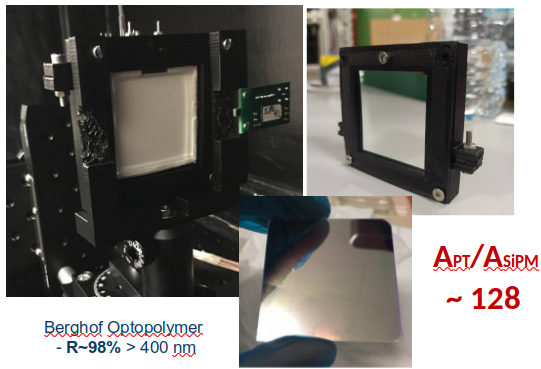 Berghof Optopolymer
- R~98% > 400 nm
APT/ASiPM
~ 128